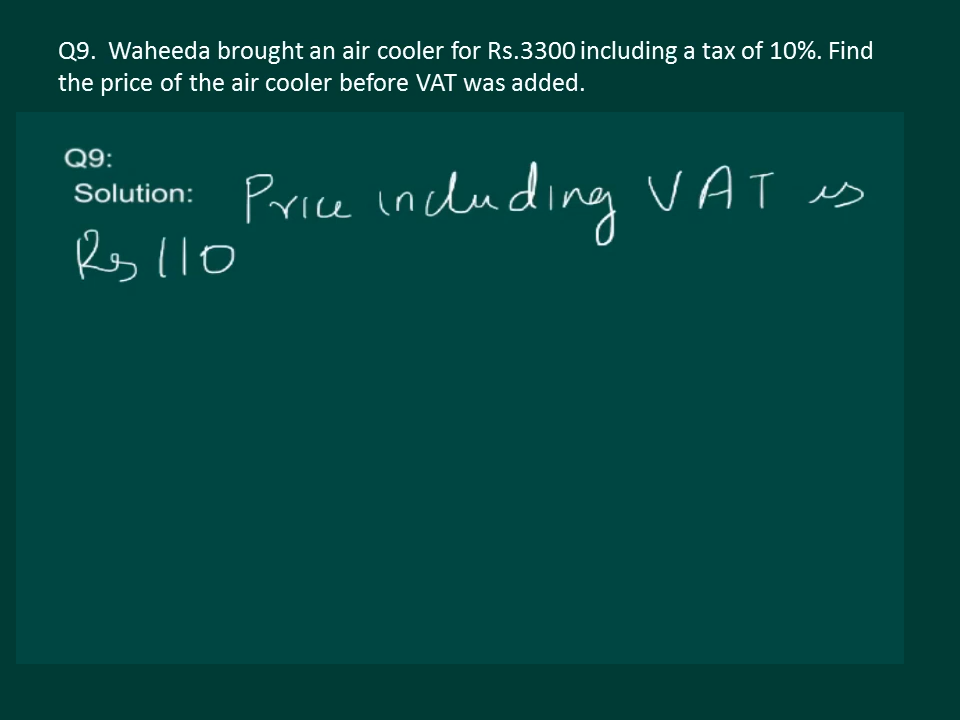 Q9.  Waheeda brought an air cooler for Rs.3300 including a tax of 10%. Find
the price of the air cooler before VAT was added.
Q9:
Solution: Price including VAT is
Rs 110